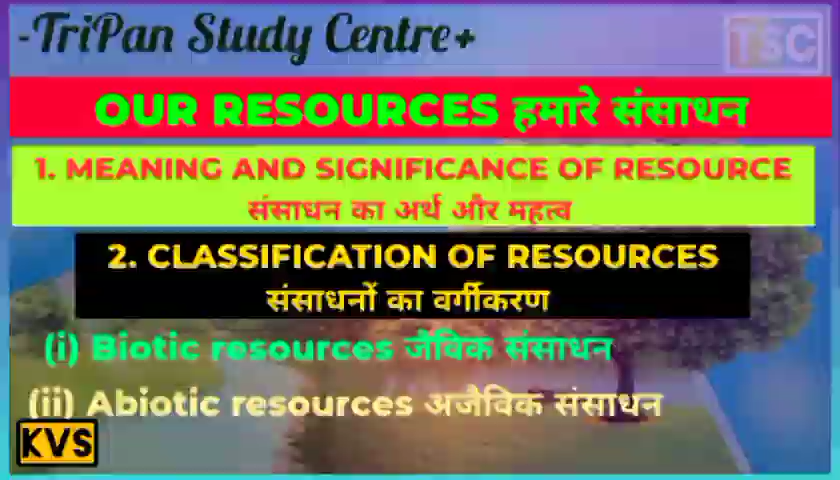 -TriPan Study Centre+
TSC
OUR RESOURCES हमारे संसाधन
1. MEANING AND SIGNIFICANCE OF RESOURCE
संसाधन का अर्थ और महत्व
2. CLASSIFICATION OF RESOURCES
संसाधनों का वर्गीकरण
(i) Biotic resources जैविक संसाधन
(ii) Abiotic resources अजैविक संसाधन
KVS